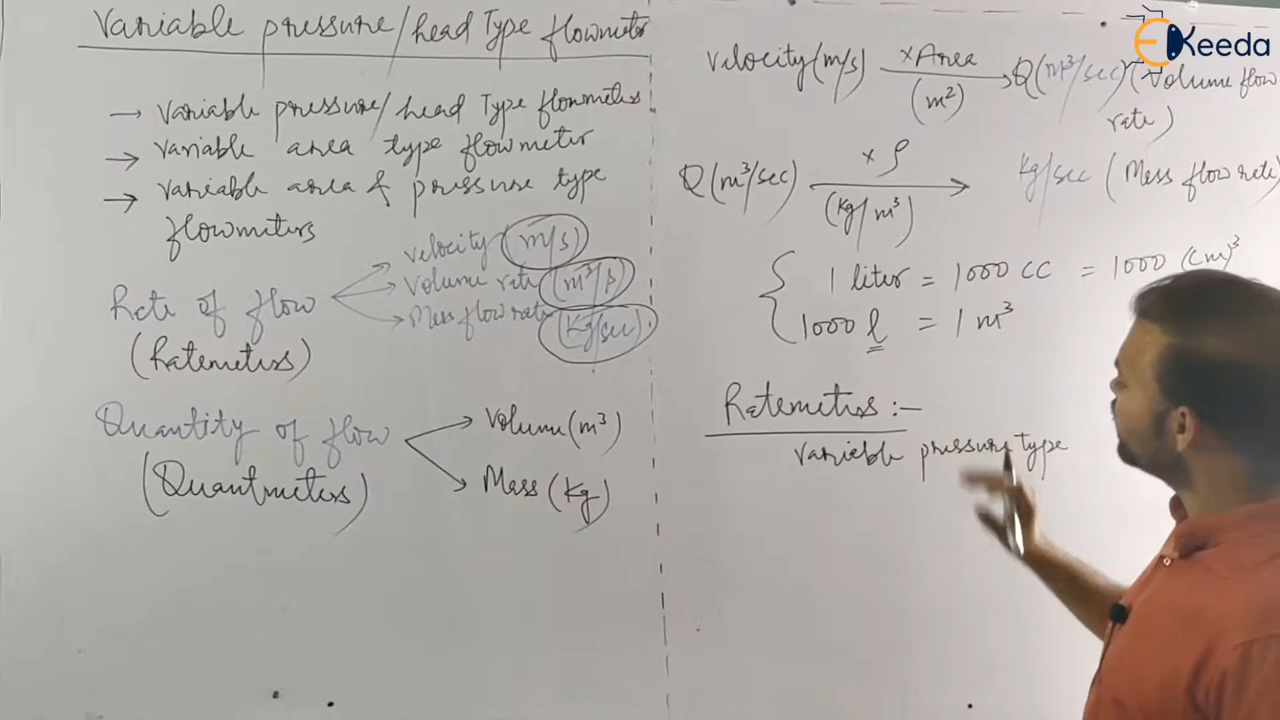 Variable pressure/head Type flowmeter
→ Variable pressure/head Type flowmeters
→ variable area type flowmeter
→ variable area & pressure type
flowmeters
Rate of flow
(Ratemeters)
velocity (m/s)
Volume rate (m³/s)
Mass flow rate (Kg/sec)
Quantity of flow
(Quantmeters)
Volume (m³)
Mass (Kg)
Velocity (m/s) × Area (m²) → Q (m³/sec) (Volume flow
rate)
Q (m³/sec) × ρ (Kg/m³) → Kg/sec (Mass flow rate)
1 liter = 1000 CC = 1000 (cm)³
1000 l = 1 m³
Ratemeters :-
variable pressure type
EKeeda